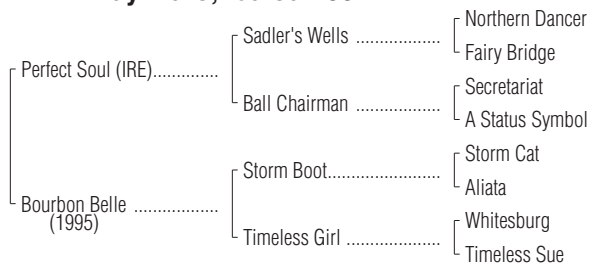 Northern Dancer
Sadler's Wells ..................
Fairy Bridge
Perfect Soul (IRE)..............
Secretariat
Ball Chairman ..................
A Status Symbol
Storm Cat
Storm Boot........................
Aliata
Bourbon Belle ..................
(1995)
Whitesburg
Timeless Girl ....................
Timeless Sue